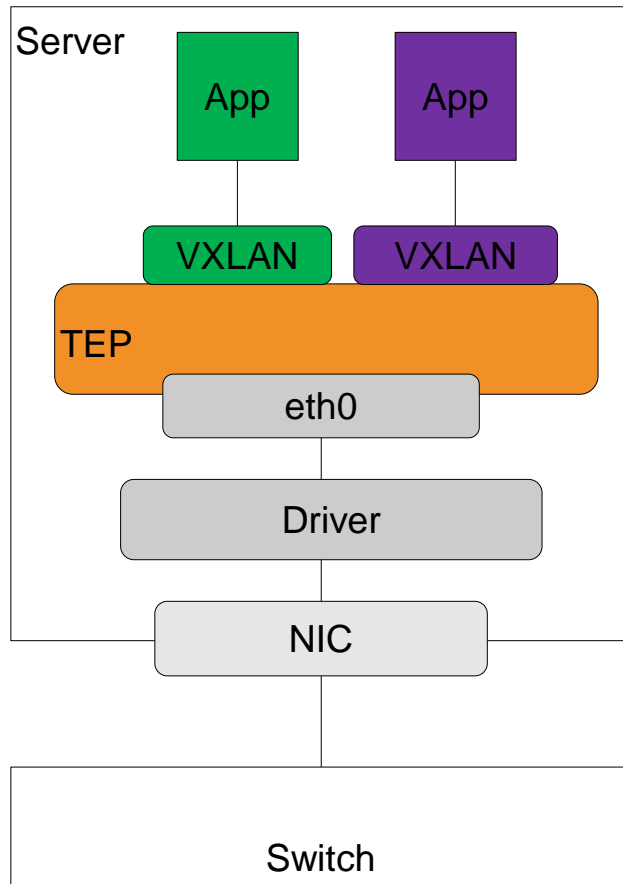 Server
App
App
VXLAN
VXLAN
TEP
eth0
Driver
NIC
Switch